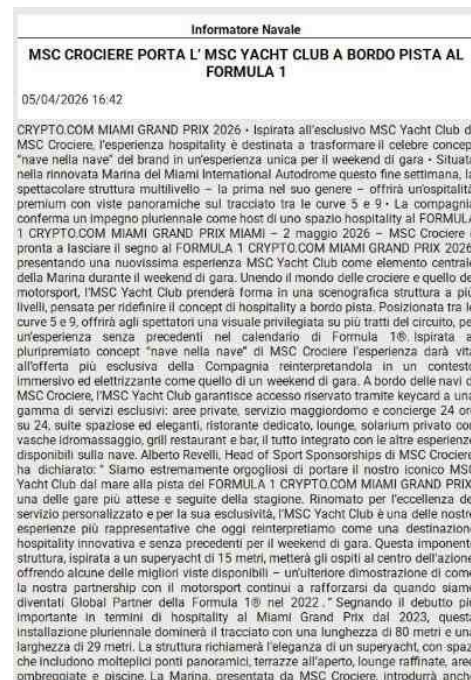 Informatore Navale
MSC CROCIERE PORTA L' MSC YACHT CLUB A BORDO PISTA AL
FORMULA 1
05/04/2026 16:42
CRYPTO.COM MIAMI GRAND PRIX 2026 • Ispirata all'esclusivo MSC Yacht Club d
MSC Crociere, l'esperienza hospitality è destinata a trasformare il celebre concep
"nave nella nave" del brand in un'esperienza unica per il weekend di gara • Situat
nella rinnovata Marina del Miami International Autodrome questo fine settimana, la
spettacolare struttura multilivello – la prima nel suo genere – offrirà un'ospitalità
premium con viste panoramiche sul tracciato tra le curve 5 e 9 • La compagnia
conferma un impegno pluriennale come host di uno spazio hospitality al FORMUL
1 CRYPTO.COM MIAMI GRAND PRIX MIAMI – 2 maggio 2026 – MSC Crociere
pronta a lasciare il segno al FORMULA 1 CRYPTO.COM MIAMI GRAND PRIX 2026
presentando una nuovissima esperienza MSC Yacht Club come elemento centrale
della Marina durante il weekend di gara. Unendo il mondo delle crociere e quello de
motorsport, l'MSC Yacht Club prenderà forma in una scenografica struttura a più
livelli, pensata per ridefinire il concept di hospitality a bordo pista. Posizionata tra le
curve 5 e 9, offrirà agli spettatori una visuale privilegiata su più tratti del circuito, pe
un'esperienza senza precedenti nel calendario di Formula 1®. Ispirata a
pluripremiato concept "nave nella nave" di MSC Crociere l'esperienza darà vita
all'offerta più esclusiva della Compagnia reinterpretandola in un contesto
immersivo ed elettrizzante come quello di un weekend di gara. A bordo delle navi d
MSC Crociere, l'MSC Yacht Club garantisce accesso riservato tramite keycard a una
gamma di servizi esclusivi: aree private, servizio maggiordomo e concierge 24 or
su 24, suite spaziose ed eleganti, ristorante dedicato, lounge, solarium privato con
vasche idromassaggio, grill restaurant e bar, il tutto integrato con le altre esperienze
disponibili sulla nave. Alberto Revelli, Head of Sport Sponsorships di MSC Crociere
ha dichiarato: " Siamo estremamente orgogliosi di portare il nostro iconico MSC
Yacht Club dal mare alla pista del FORMULA 1 CRYPTO.COM MIAMI GRAND PRIX
una delle gare più attese e seguite della stagione. Rinomato per l'eccellenza de
servizio personalizzato e per la sua esclusività, l'MSC Yacht Club è una delle nostre
esperienze più rappresentative che oggi reinterpretiamo come una destinazion
hospitality innovativa e senza precedenti per il weekend di gara. Questa imponente
struttura, ispirata a un superyacht di 15 metri, metterà gli ospiti al centro dell'azione
offrendo alcune delle migliori viste disponibili – un'ulteriore dimostrazione di come
la nostra partnership con il motorsport continui a rafforzarsi da quando siamo
diventati Global Partner della Formula 1® nel 2022 . " Segnando il debutto più
importante in termini di hospitality al Miami Grand Prix dal 2023, questa
installazione pluriennale dominerà il tracciato con una lunghezza di 80 metri e una
larghezza di 29 metri. La struttura richiamerà l'eleganza di un superyacht, con spaz
che includono molteplici ponti panoramici, terrazze all'aperto, lounge raffinate, are
ombreggiate e piscine. La Marina, presentata da MSC Crociere, introdurrà anch